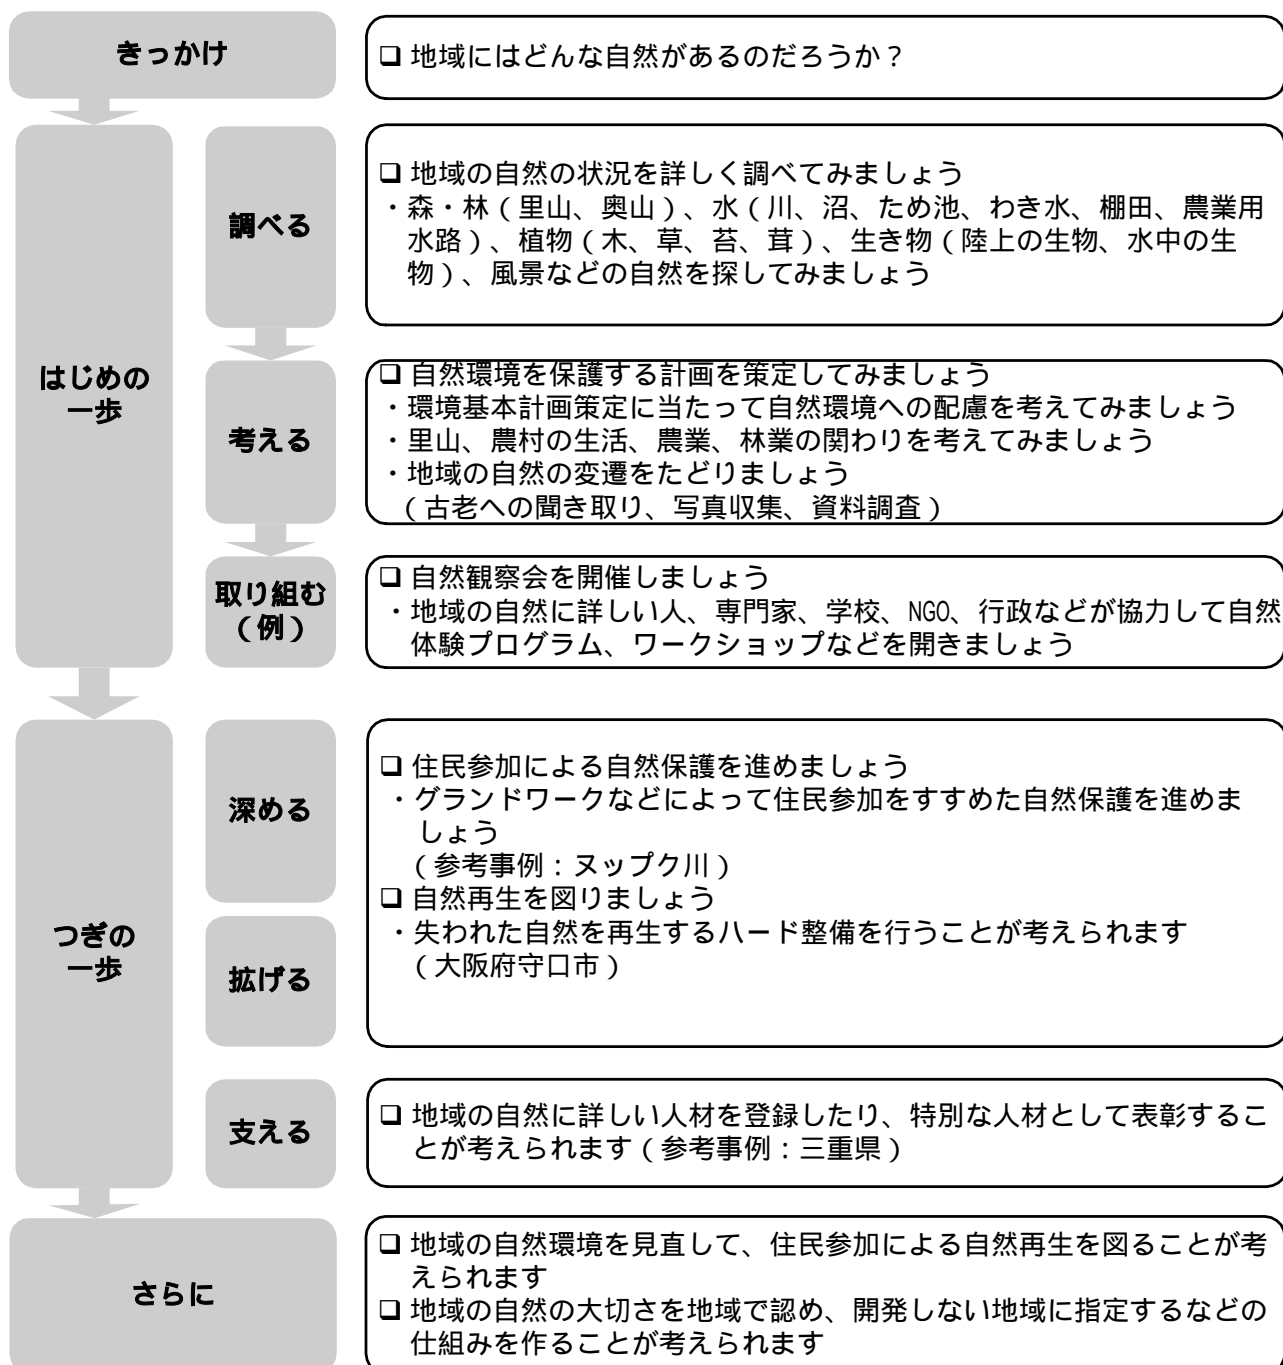 きっかけ
❑ 地域にはどんな自然があるのだろうか？
はじめの
一歩
調べる
❑ 地域の自然の状況を詳しく調べてみましょう
・森・林（里山、奥山）、水（川、沼、ため池、わき水、棚田、農業用
水路）、植物（木、草、苔、茸）、生き物（陸上の生物、水中の生
物）、風景などの自然を探してみましょう
考える
❑ 自然環境を保護する計画を策定してみましょう
・環境基本計画策定に当たって自然環境への配慮を考えてみましょう
・里山、農村の生活、農業、林業の関わりを考えてみましょう
・地域の自然の変遷をたどりましょう
（古老への聞き取り、写真収集、資料調査）
取り組む
（例）
❑ 自然観察会を開催しましょう
・地域の自然に詳しい人、専門家、学校、NGO、行政などが協力して自然
体験プログラム、ワークショップなどを開きましょう
つぎの
一歩
深める
拡げる
❑ 住民参加による自然保護を進めましょう
・グランドワークなどによって住民参加をすすめた自然保護を進めま
しょう
（参考事例：ヌップク川）
❑ 自然再生を図りましょう
・失われた自然を再生するハード整備を行うことが考えられます
（大阪府守口市）
支える
❑ 地域の自然に詳しい人材を登録したり、特別な人材として表彰するこ
とが考えられます（参考事例：三重県）
さらに
❑ 地域の自然環境を見直して、住民参加による自然再生を図ることが考
えられます
❑ 地域の自然の大切さを地域で認め、開発しない地域に指定するなどの
仕組みを作ることが考えられます